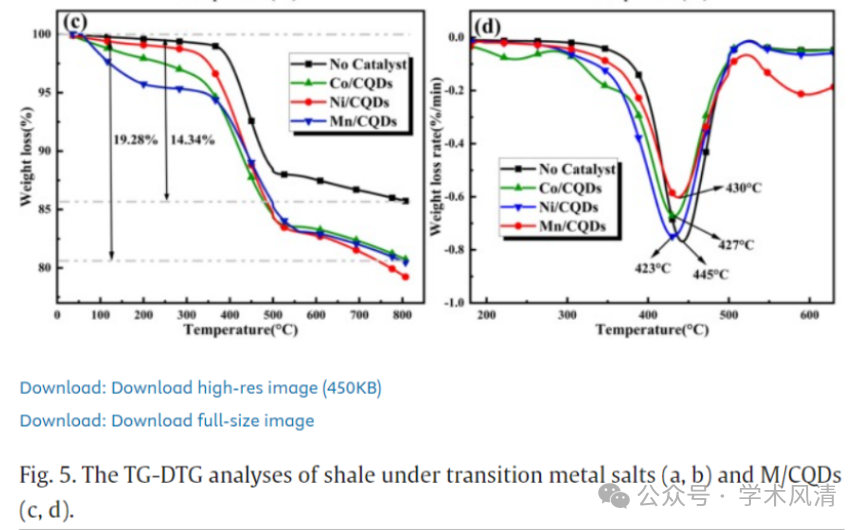 (c)
100
95
90
85
80
Weight loss(%)
19.28%
14.34%
No Catalyst
Co/CQDs
Ni/CQDs
Mn/CQDs
0 100 200 300 400 500 600 700 800
Temperature(°C)
(d)
0.0
-0.2
-0.4
-0.6
-0.8
-1.0
Weight loss rate(%/min)
No Catalyst
Co/CQDs
Ni/CQDs
Mn/CQDs
430°C
427°C
423°C
445°C
200 300 400 500 600
Temperature(°C)
Download: Download high-res image (450KB)
Download: Download full-size image
Fig. 5. The TG-DTG analyses of shale under transition metal salts (a, b) and M/CQDs
(c, d).
公众号 · 学术风清